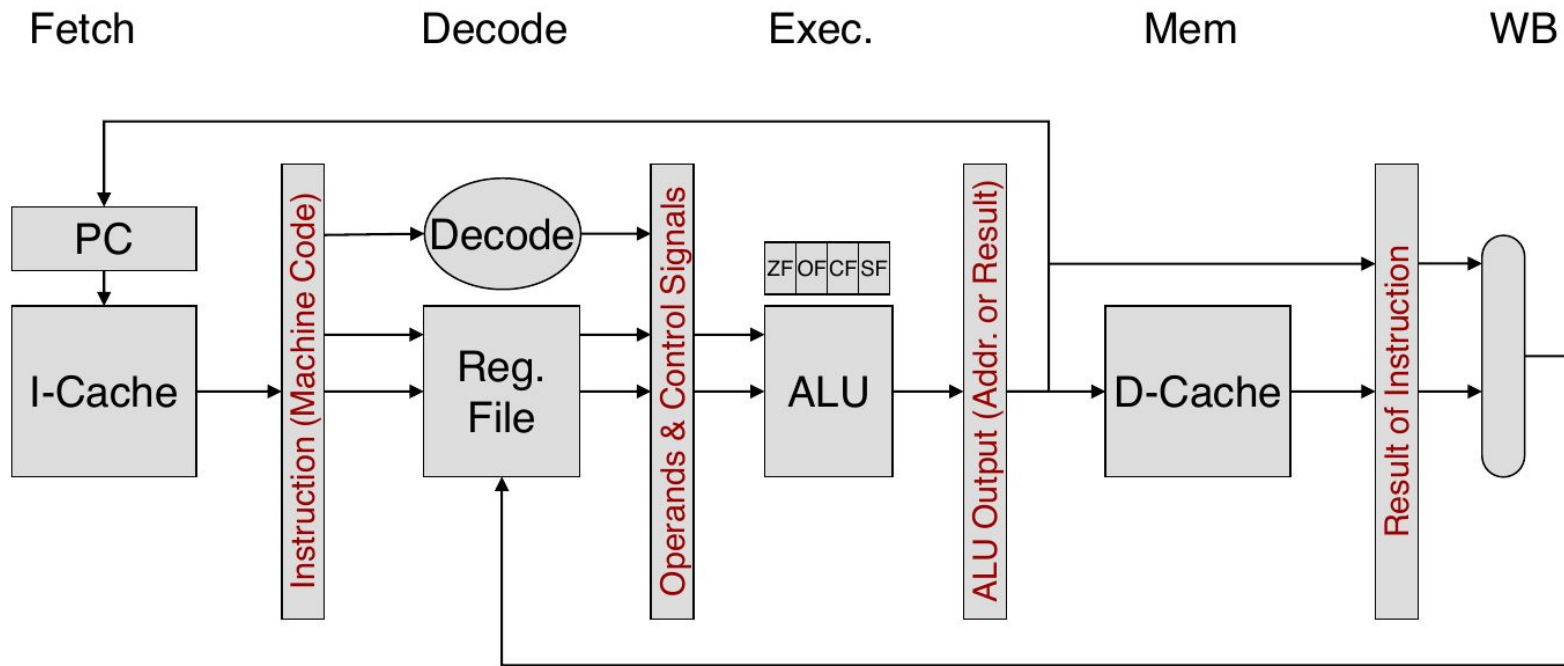 Fetch
Decode
Exec.
Mem
WB
PC
I-Cache
Instruction (Machine Code)
Decode
Reg.
File
Operands & Control Signals
ZF OF CF SF
ALU
ALU Output (Addr. or Result)
D-Cache
Result of Instruction